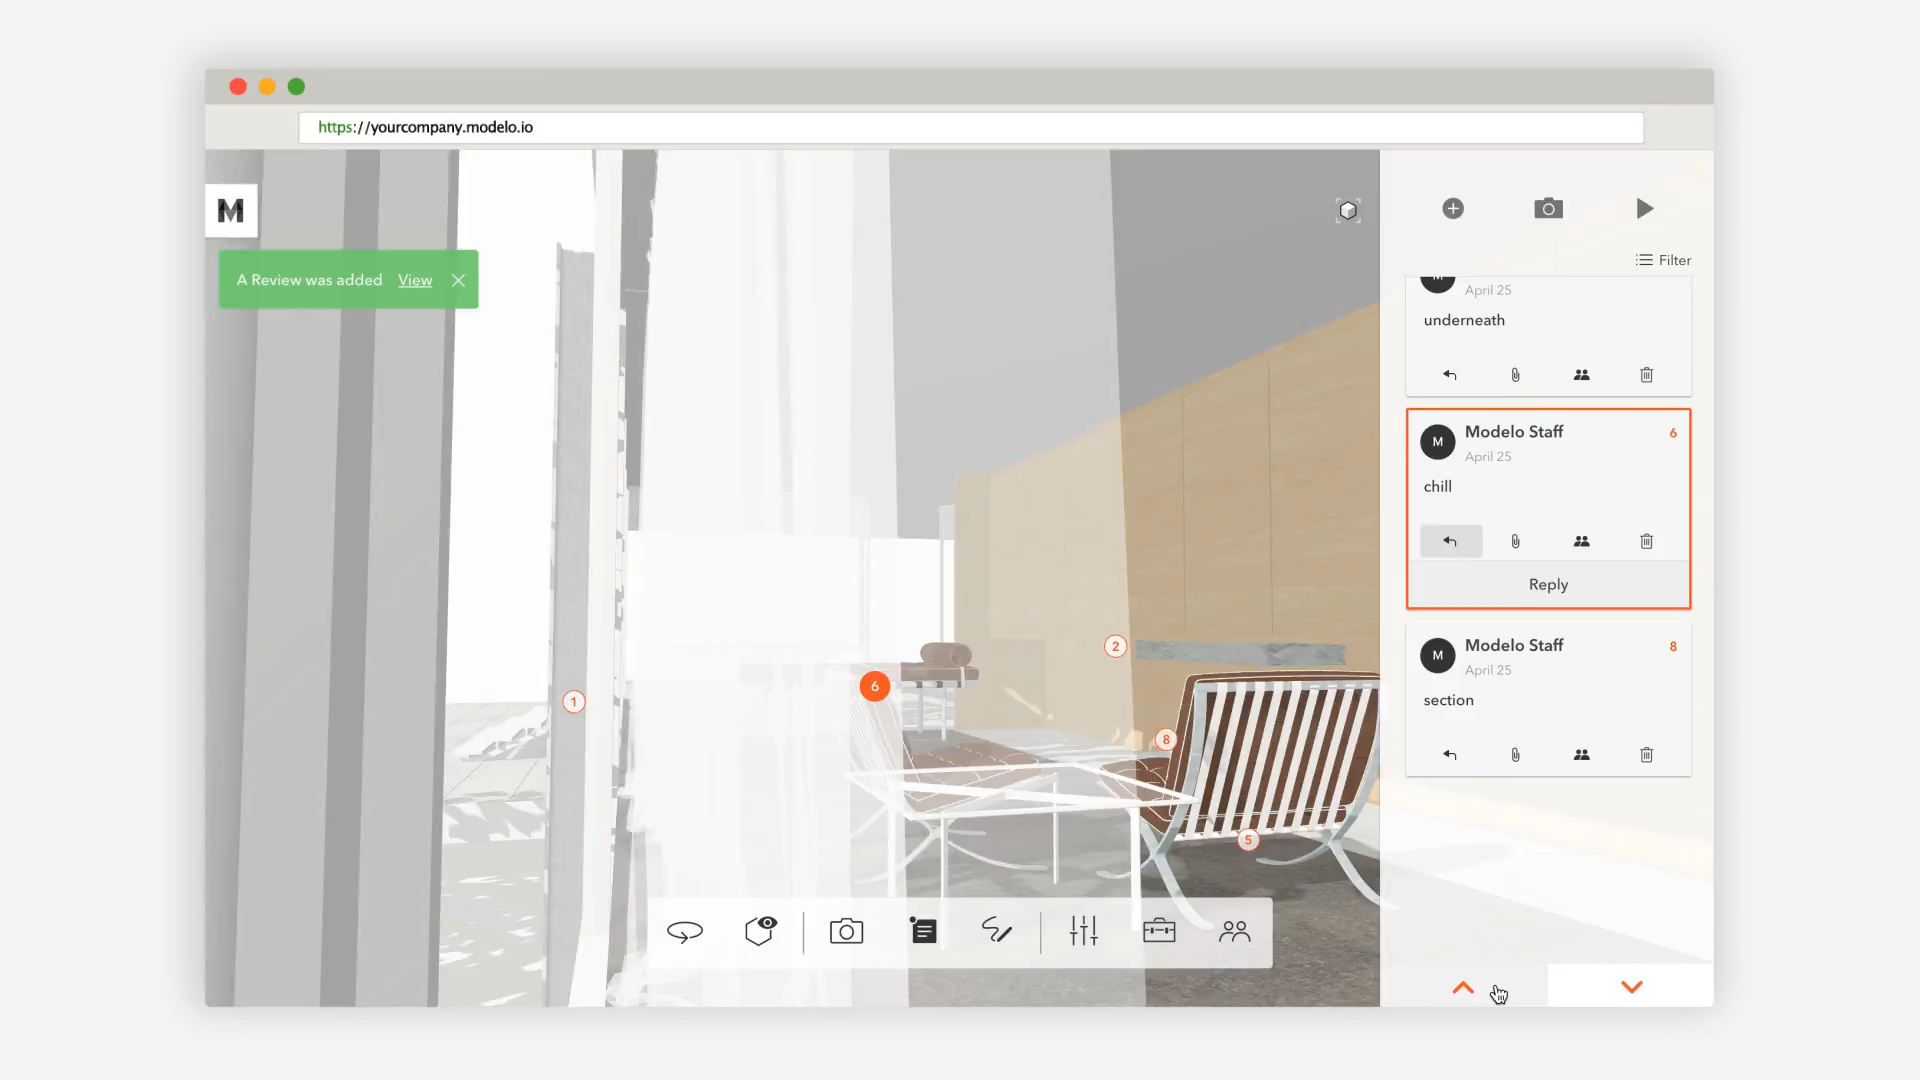 https://yourcompany.modelo.io
M
A Review was added View
Filter
April 25
underneath
M
Modelo Staff
6
April 25
chill
Reply
M
Modelo Staff
8
April 25
section
1
6
2
8
5